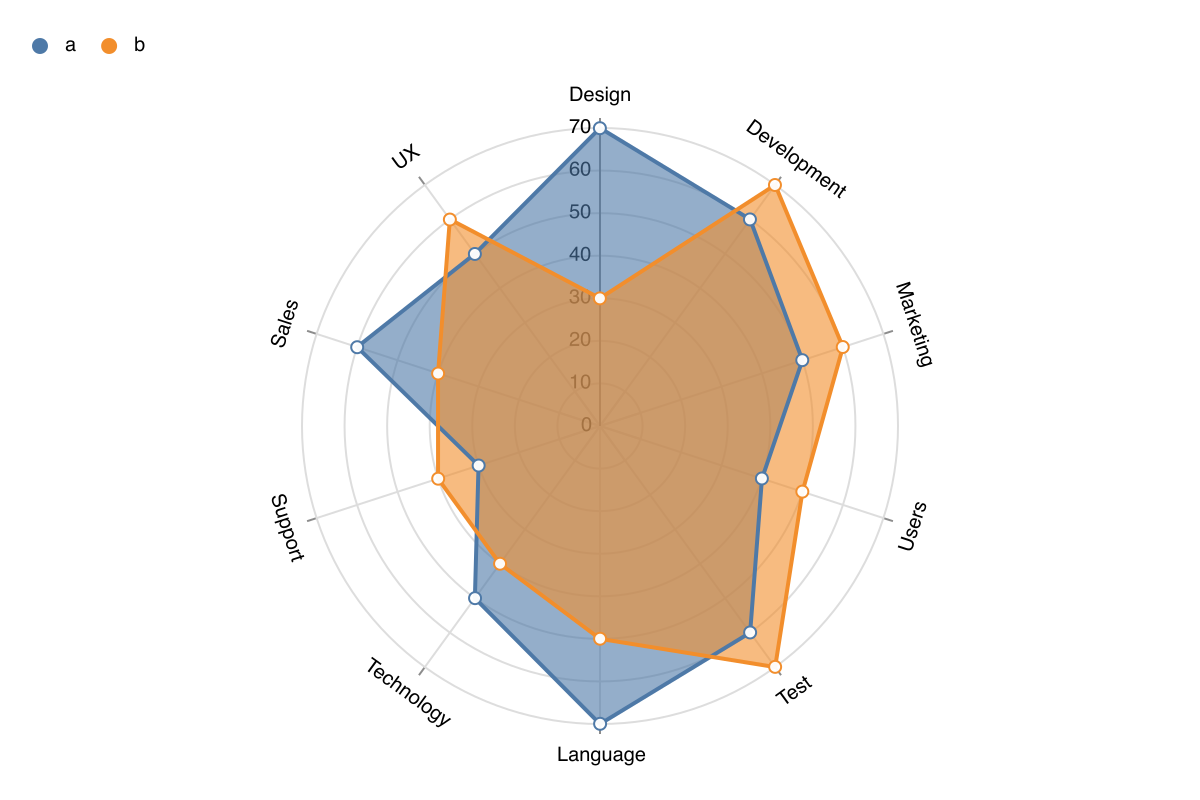 a
b
Design
Development
Marketing
Users
Test
Language
Technology
Support
Sales
UX
70
60
50
40
30
20
10
0